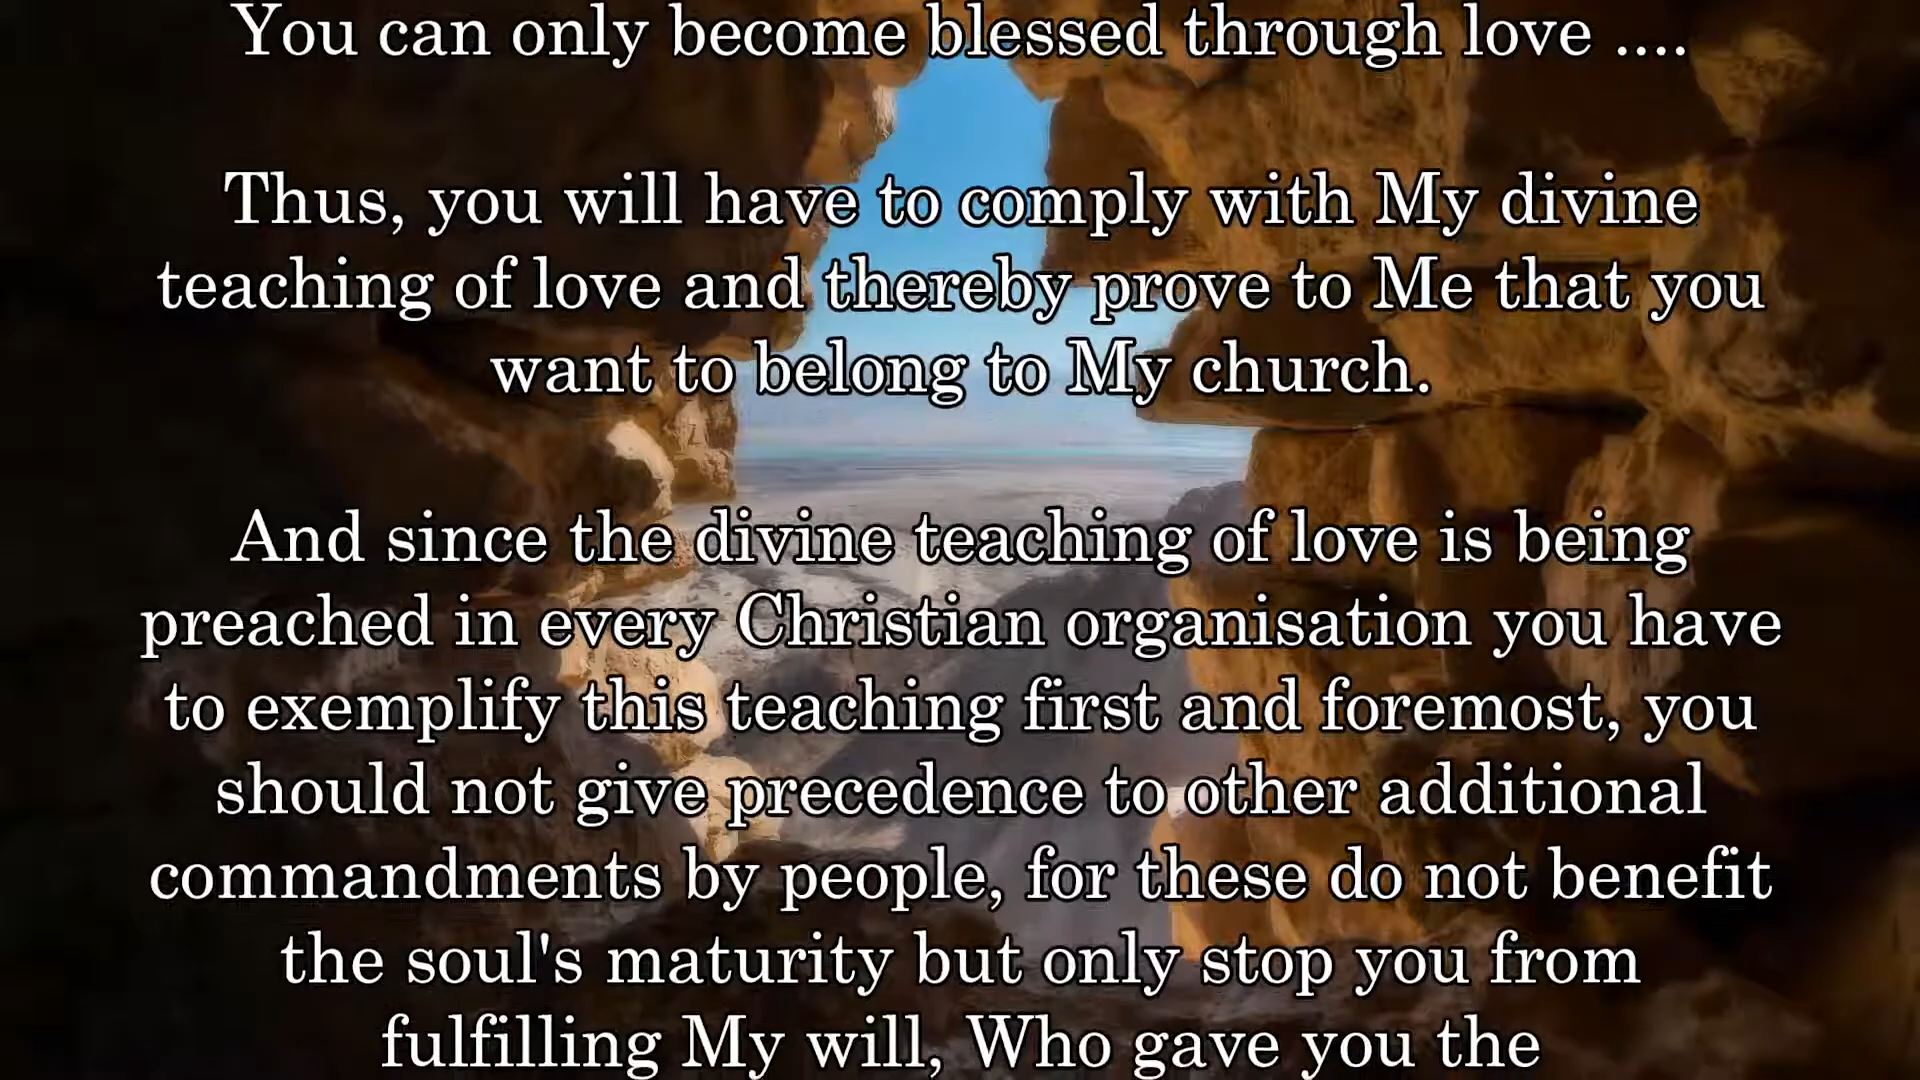 You can only become blessed through love ....
Thus, you will have to comply with My divine
teaching of love and thereby prove to Me that you
want to belong to My church.
And since the divine teaching of love is being
preached in every Christian organisation you have
to exemplify this teaching first and foremost, you
should not give precedence to other additional
commandments by people, for these do not benefit
the soul's maturity but only stop you from
fulfilling My will, Who gave you the